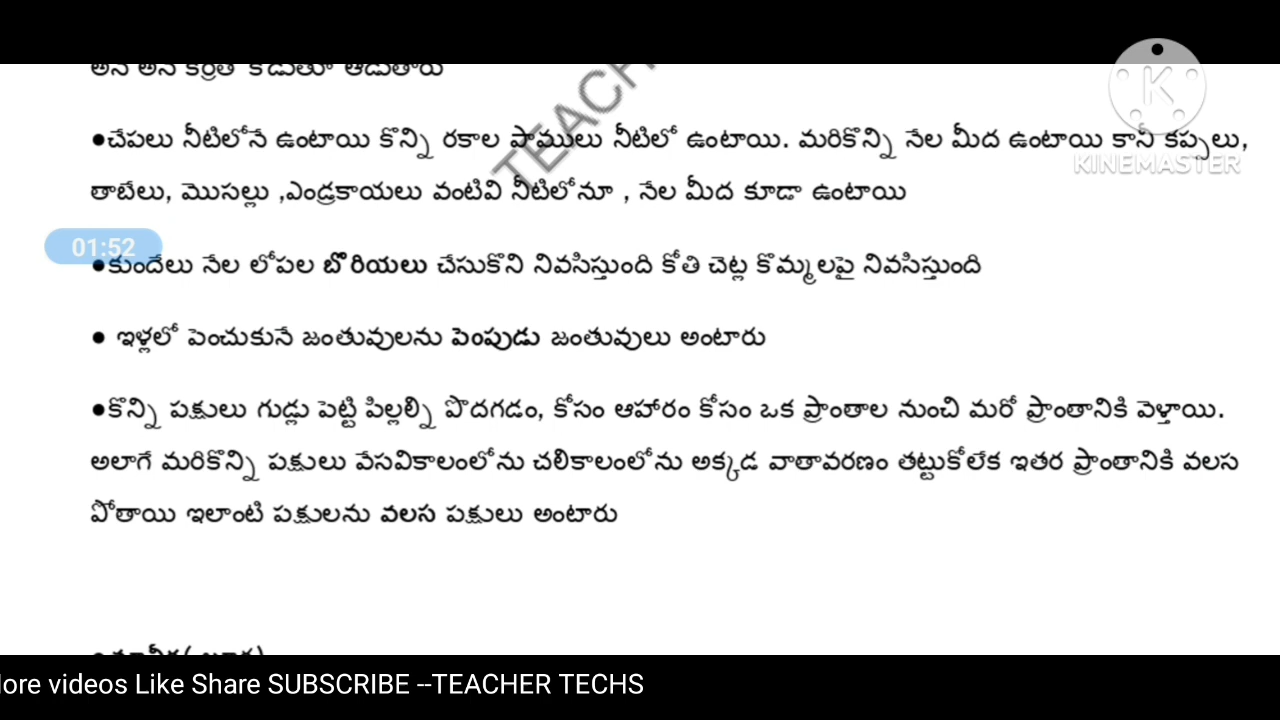 TEACH
KINEMASTER
●చేపలు నీటిలోనే ఉంటాయి కొన్ని రకాల పాములు నీటిలో ఉంటాయి. మరికొన్ని నేల మీద ఉంటాయి కానీ కప్పలు,
తాబేలు, మొసల్లు ,ఎండ్రకాయలు వంటివి నీటిలోనూ , నేల మీద కూడా ఉంటాయి
01:52
●కుందేలు నేల లోపల బొరియలు చేసుకొని నివసిస్తుంది కోతి చెట్ల కొమ్మలపై నివసిస్తుంది
● ఇళ్లలో పెంచుకునే జంతువులను పెంపుడు జంతువులు అంటారు
●కొన్ని పక్షులు గుడ్లు పెట్టి పిల్లల్ని పొదగడం, కోసం ఆహారం కోసం ఒక ప్రాంతాల నుంచి మరో ప్రాంతానికి వెళ్తాయి.
అలాగే మరికొన్ని పక్షులు వేసవికాలంలోను చలికాలంలోను అక్కడ వాతావరణం తట్టుకోలేక ఇతర ప్రాంతానికి వలస
పోతాయి ఇలాంటి పక్షులను వలస పక్షులు అంటారు
More videos Like Share SUBSCRIBE --TEACHER TECHS